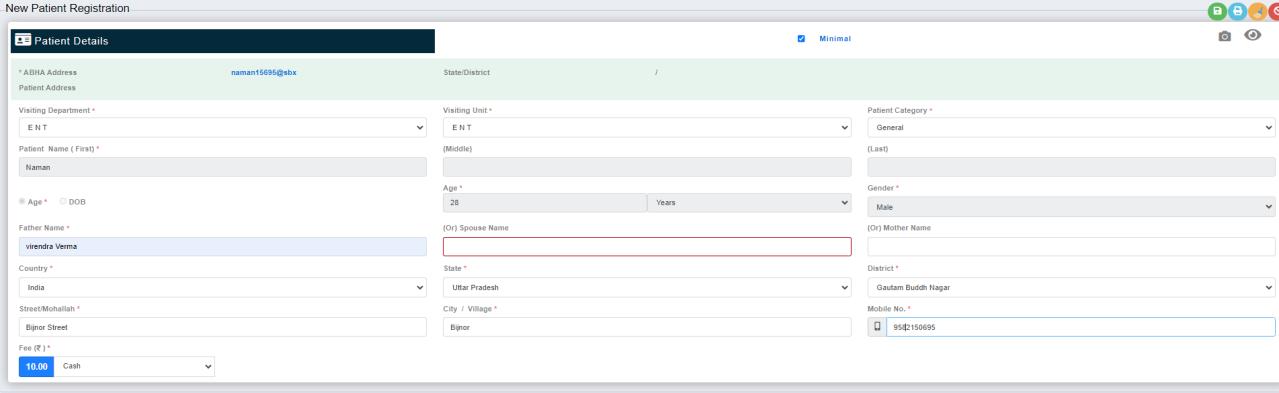 New Patient Registration
Patient Details
Minimal
* ABHA Address naman15695@sbx State/District /
Patient Address
Visiting Department * Visiting Unit * Patient Category *
E N T E N T General
Patient Name ( First) * (Middle) (Last)
Naman
Age * Gender *
Age * DOB 28 Years Male
Father Name * (Or) Spouse Name (Or) Mother Name
virendra Verma
Country * State * District *
India Uttar Pradesh Gautam Buddh Nagar
Street/Mohallah * City / Village * Mobile No. *
Bijnor Street Bijnor 9582150695
Fee (₹ ) *
10.00 Cash